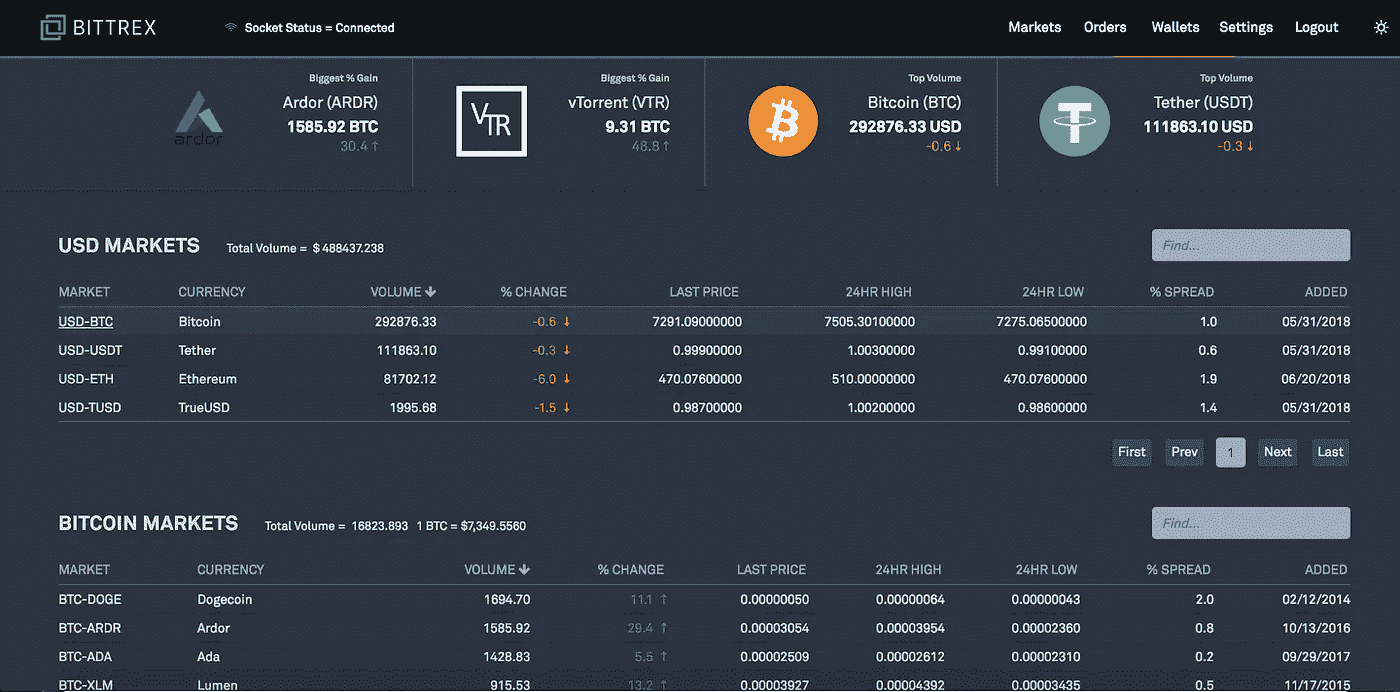 BITTREX Socket Status = Connected Markets Orders Wallets Settings Logout
Biggest % Gain Biggest % Gain Top Volume Top Volume
Ardor (ARDR) vTorrent (VTR) Bitcoin (BTC) Tether (USDT)
ardor 1585.92 BTC VTR 9.31 BTC 292876.33 USD 111863.10 USD
30.4 ↑ 48.8 ↑ -0.6 ↓ -0.3 ↓
USD MARKETS Total Volume = $ 488437.238 Find...
MARKET CURRENCY VOLUME ↓ % CHANGE LAST PRICE 24HR HIGH 24HR LOW % SPREAD ADDED
USD-BTC Bitcoin 292876.33 -0.6 ↓ 7291.09000000 7505.30100000 7275.06500000 1.0 05/31/2018
USD-USDT Tether 111863.10 -0.3 ↓ 0.99900000 1.00300000 0.99100000 0.6 05/31/2018
USD-ETH Ethereum 81702.12 -6.0 ↓ 470.07600000 510.00000000 470.07600000 1.9 06/20/2018
USD-TUSD TrueUSD 1995.68 -1.5 ↓ 0.98700000 1.00200000 0.98600000 1.4 05/31/2018
First Prev 1 Next Last
BITCOIN MARKETS Total Volume = 16823.893 1 BTC = $7,349.5560 Find...
MARKET CURRENCY VOLUME ↓ % CHANGE LAST PRICE 24HR HIGH 24HR LOW % SPREAD ADDED
BTC-DOGE Dogecoin 1694.70 11.1 ↑ 0.00000050 0.00000064 0.00000043 2.0 02/12/2014
BTC-ARDR Ardor 1585.92 29.4 ↑ 0.00003054 0.00003954 0.00002360 0.8 10/13/2016
BTC-ADA Ada 1428.83 5.5 ↑ 0.00002509 0.00002612 0.00002310 0.2 09/29/2017
BTC-XLM Lumen 915.53 13.2 ↑ 0.00003927 0.00004392 0.00003435 0.5 11/17/2015